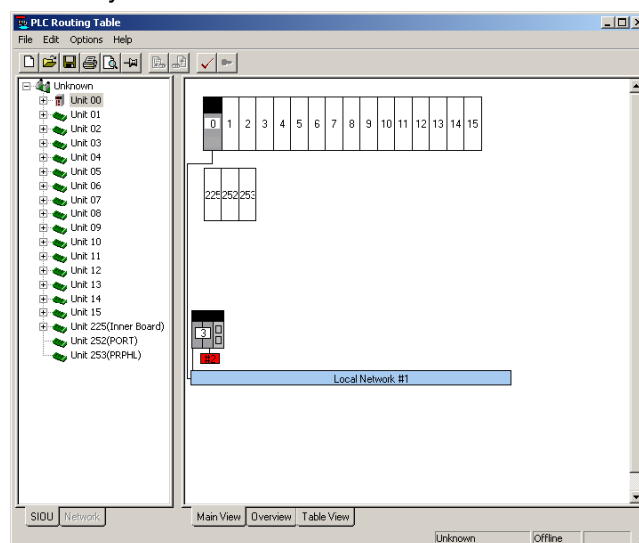 PLC Routing Table
File Edit Options Help
Unknown
Unit 00
Unit 01
Unit 02
Unit 03
Unit 04
Unit 05
Unit 06
Unit 07
Unit 08
Unit 09
Unit 10
Unit 11
Unit 12
Unit 13
Unit 14
Unit 15
Unit 225(Inner Board)
Unit 252(PORT)
Unit 253(PRPHL)
0 1 2 3 4 5 6 7 8 9 10 11 12 13 14 15
225 252 253
3
#2
Local Network #1
SIOU Network
Main View Overview Table View
Unknown Offline